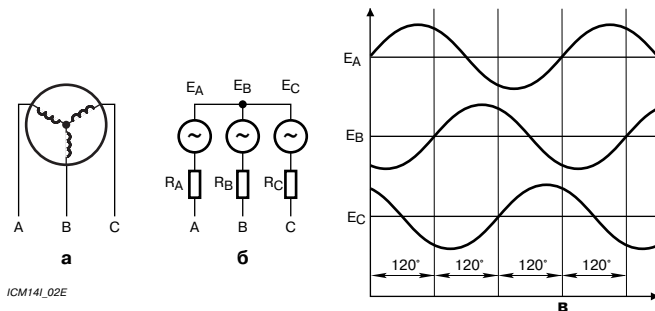 E_A E_B E_C
R_A R_B R_C
A B C
A B C
а
б
ICM14I_02E
E_A
E_B
E_C
120° 120° 120° 120°
в